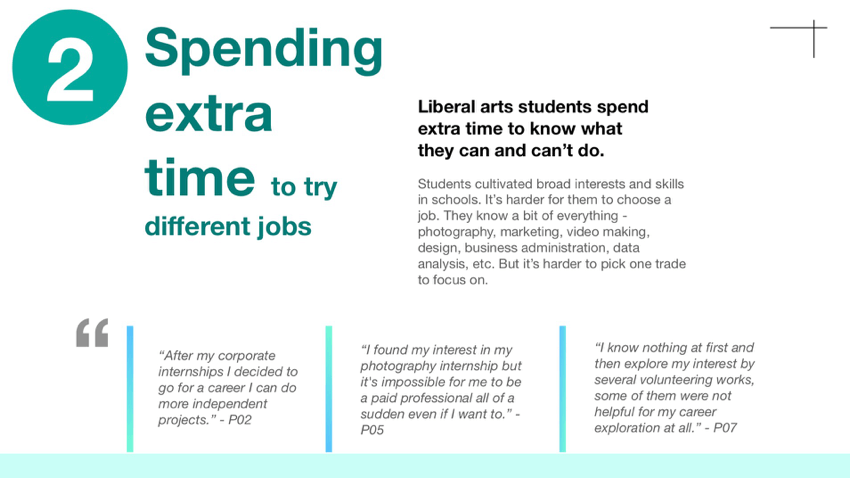 2
Spending
extra
time to try
different jobs
Liberal arts students spend
extra time to know what
they can and can’t do.
Students cultivated broad interests and skills
in schools. It’s harder for them to choose a
job. They know a bit of everything -
photography, marketing, video making,
design, business administration, data
analysis, etc. But it’s harder to pick one trade
to focus on.
“
“After my corporate
internships I decided to
go for a career I can do
more independent
projects.” - P02
“I found my interest in my
photography internship but
it's impossible for me to be
a paid professional all of a
sudden even if I want to.” -
P05
“I know nothing at first and
then explore my interest by
several volunteering works,
some of them were not
helpful for my career
exploration at all.” - P07